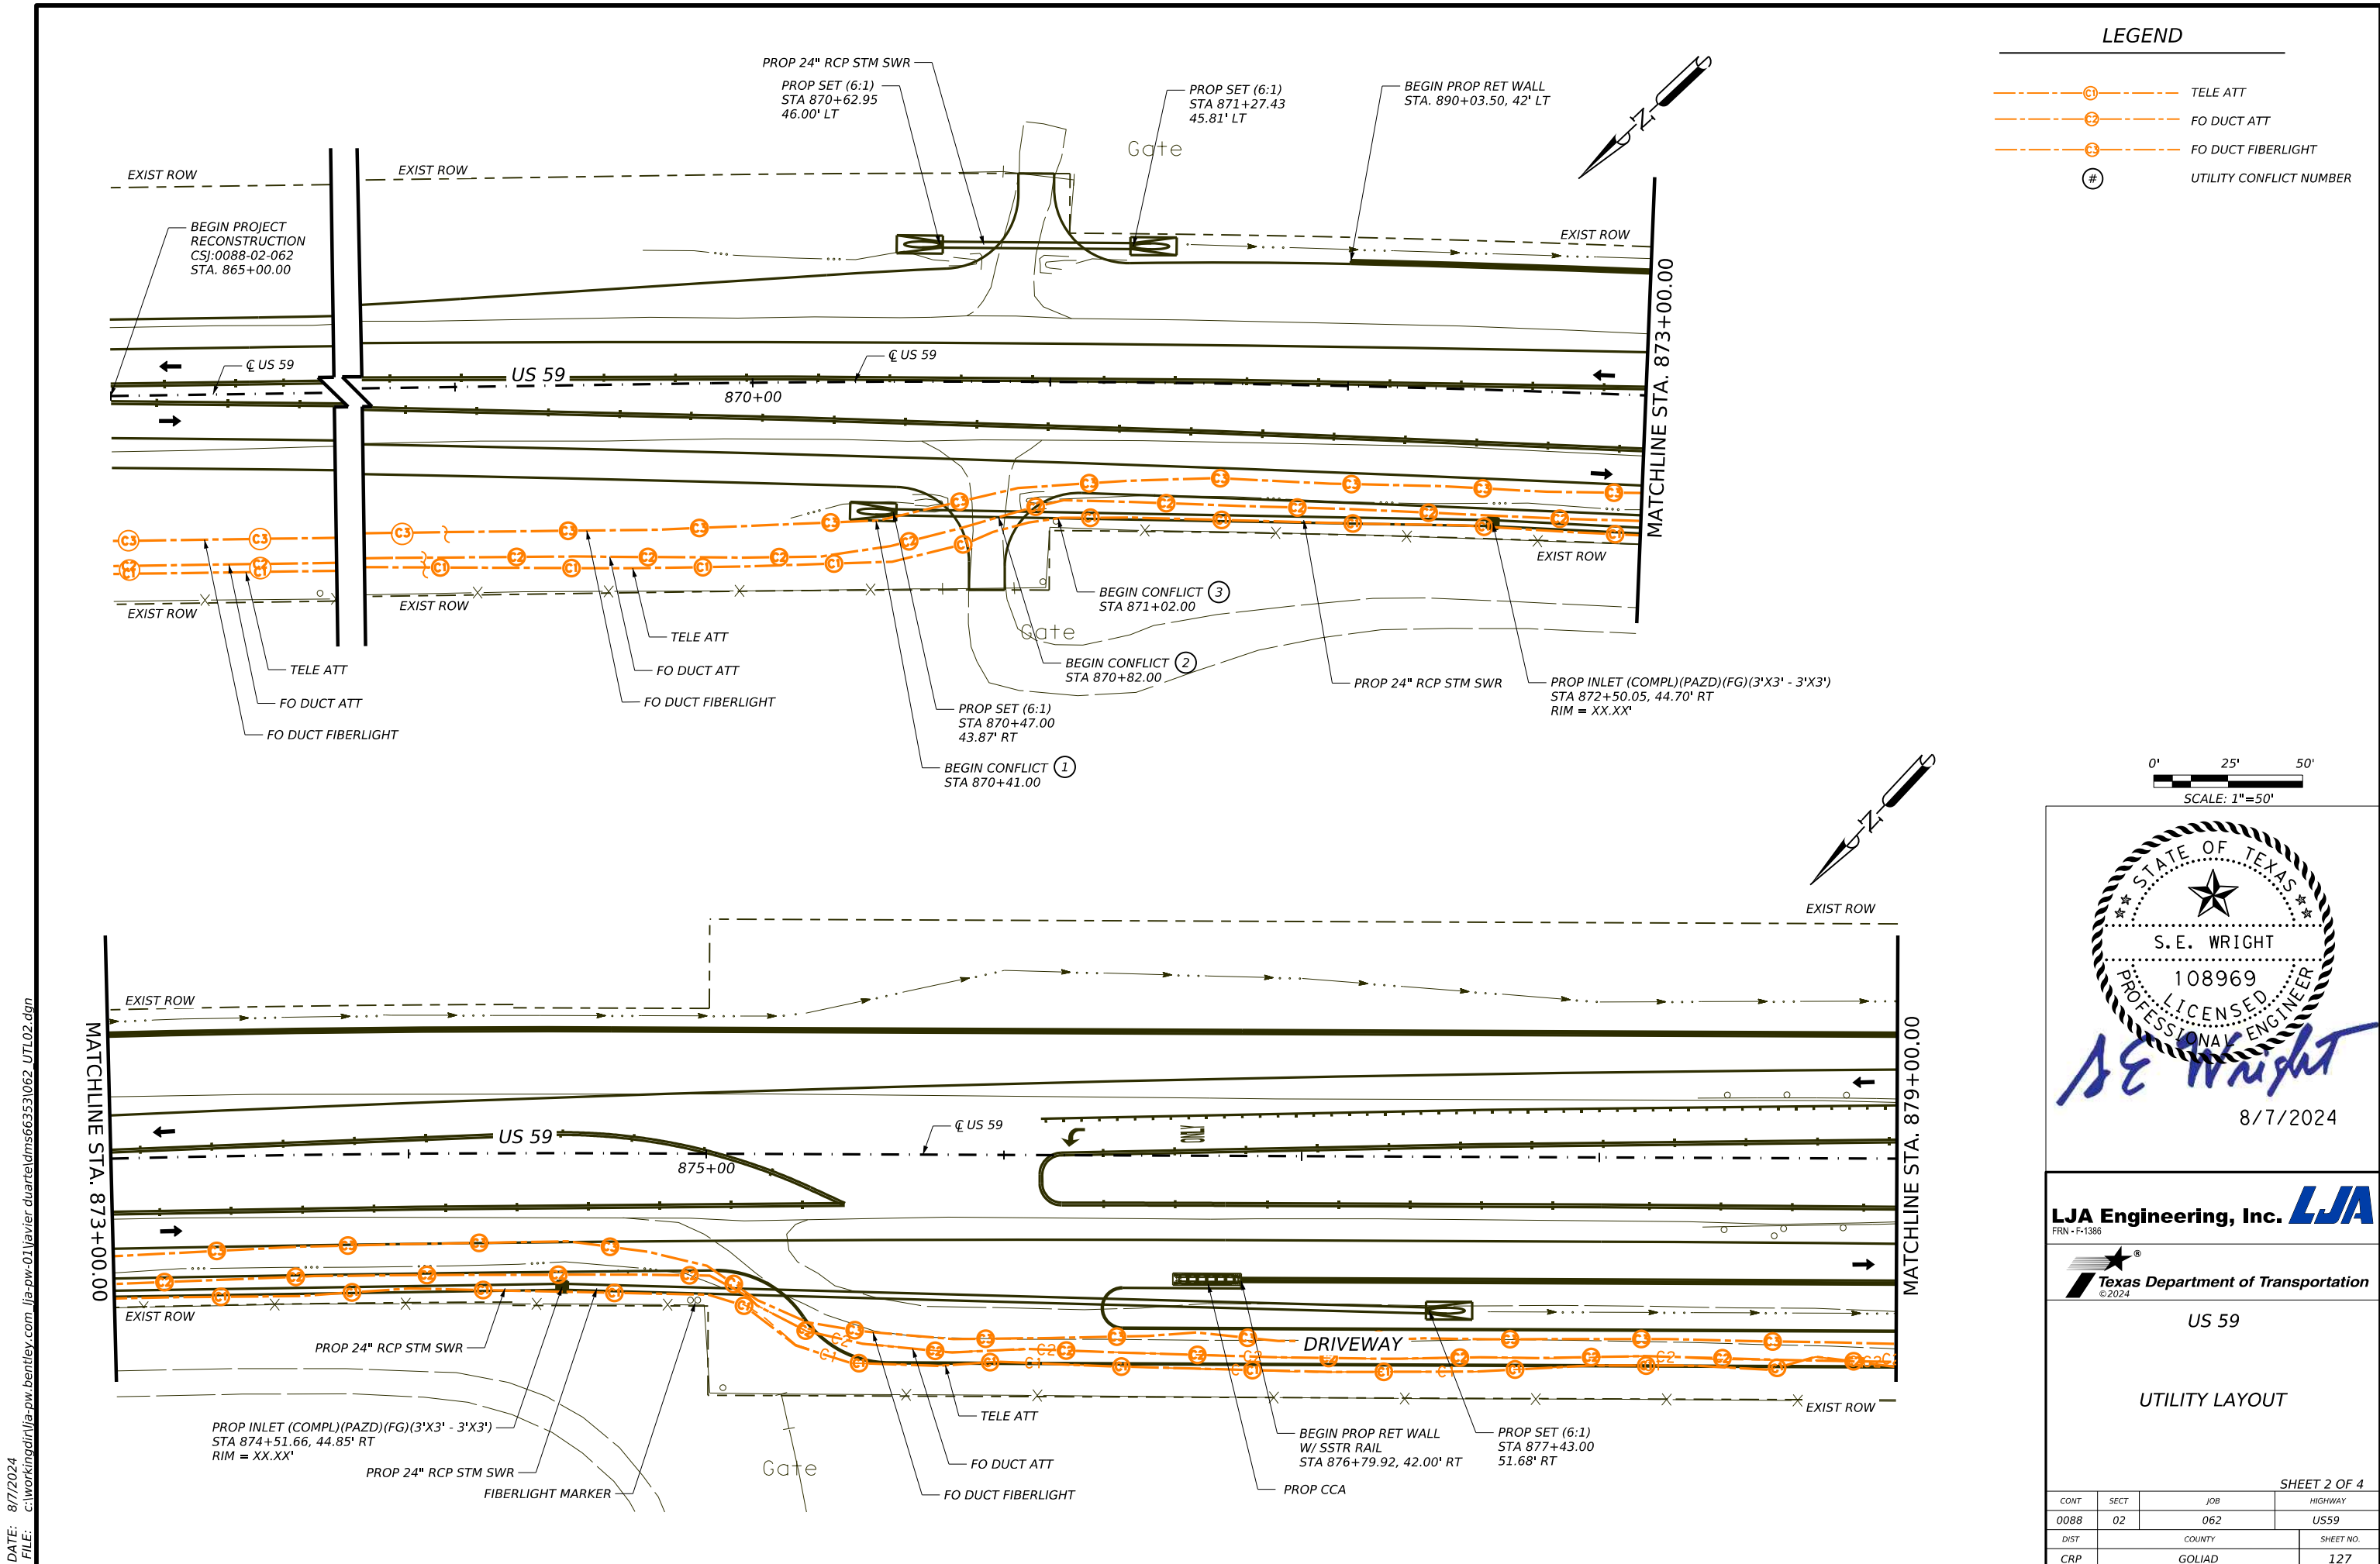 LEGEND
TELE ATT
FO DUCT ATT
FO DUCT FIBERLIGHT
# UTILITY CONFLICT NUMBER
C1
C2
C3
PROP 24" RCP STM SWR
PROP SET (6:1)
STA 870+62.95
46.00' LT
PROP SET (6:1)
STA 871+27.43
45.81' LT
BEGIN PROP RET WALL
STA. 890+03.50, 42' LT
N
Gate
EXIST ROW
EXIST ROW
EXIST ROW
BEGIN PROJECT
RECONSTRUCTION
CSJ:0088-02-062
STA. 865+00.00
℄ US 59
US 59
℄ US 59
870+00
MATCHLINE STA. 873+00.00
EXIST ROW
EXIST ROW
EXIST ROW
BEGIN CONFLICT 3
STA 871+02.00
Gate
BEGIN CONFLICT 2
STA 870+82.00
TELE ATT
FO DUCT ATT
FO DUCT FIBERLIGHT
TELE ATT
FO DUCT ATT
FO DUCT FIBERLIGHT
PROP SET (6:1)
STA 870+47.00
43.87' RT
BEGIN CONFLICT 1
STA 870+41.00
PROP 24" RCP STM SWR
PROP INLET (COMPL)(PAZD)(FG)(3'X3' - 3'X3')
STA 872+50.05, 44.70' RT
RIM = XX.XX'
0' 25' 50'
SCALE: 1"=50'
N
EXIST ROW
EXIST ROW
MATCHLINE STA. 873+00.00
US 59
875+00
℄ US 59
MATCHLINE STA. 879+00.00
EXIST ROW
DRIVEWAY
EXIST ROW
PROP 24" RCP STM SWR
PROP INLET (COMPL)(PAZD)(FG)(3'X3' - 3'X3')
STA 874+51.66, 44.85' RT
RIM = XX.XX'
PROP 24" RCP STM SWR
FIBERLIGHT MARKER
Gate
TELE ATT
FO DUCT ATT
FO DUCT FIBERLIGHT
BEGIN PROP RET WALL
W/ SSTR RAIL
STA 876+79.92, 42.00' RT
PROP CCA
PROP SET (6:1)
STA 877+43.00
51.68' RT
STATE OF TEXAS
S.E. WRIGHT
108969
LICENSED
PROFESSIONAL ENGINEER
SE Wright
8/7/2024
LJA Engineering, Inc. LJA
FRN - F-1386
®
Texas Department of Transportation
©2024
US 59
UTILITY LAYOUT
SHEET 2 OF 4
CONT SECT JOB HIGHWAY
0088 02 062 US59
DIST COUNTY SHEET NO.
CRP GOLIAD 127
DATE: 8/7/2024
FILE: c:\workingdir\lja-pw.bentley.com_lja-pw-01\javier duarte\dms66353\062_UTL02.dgn